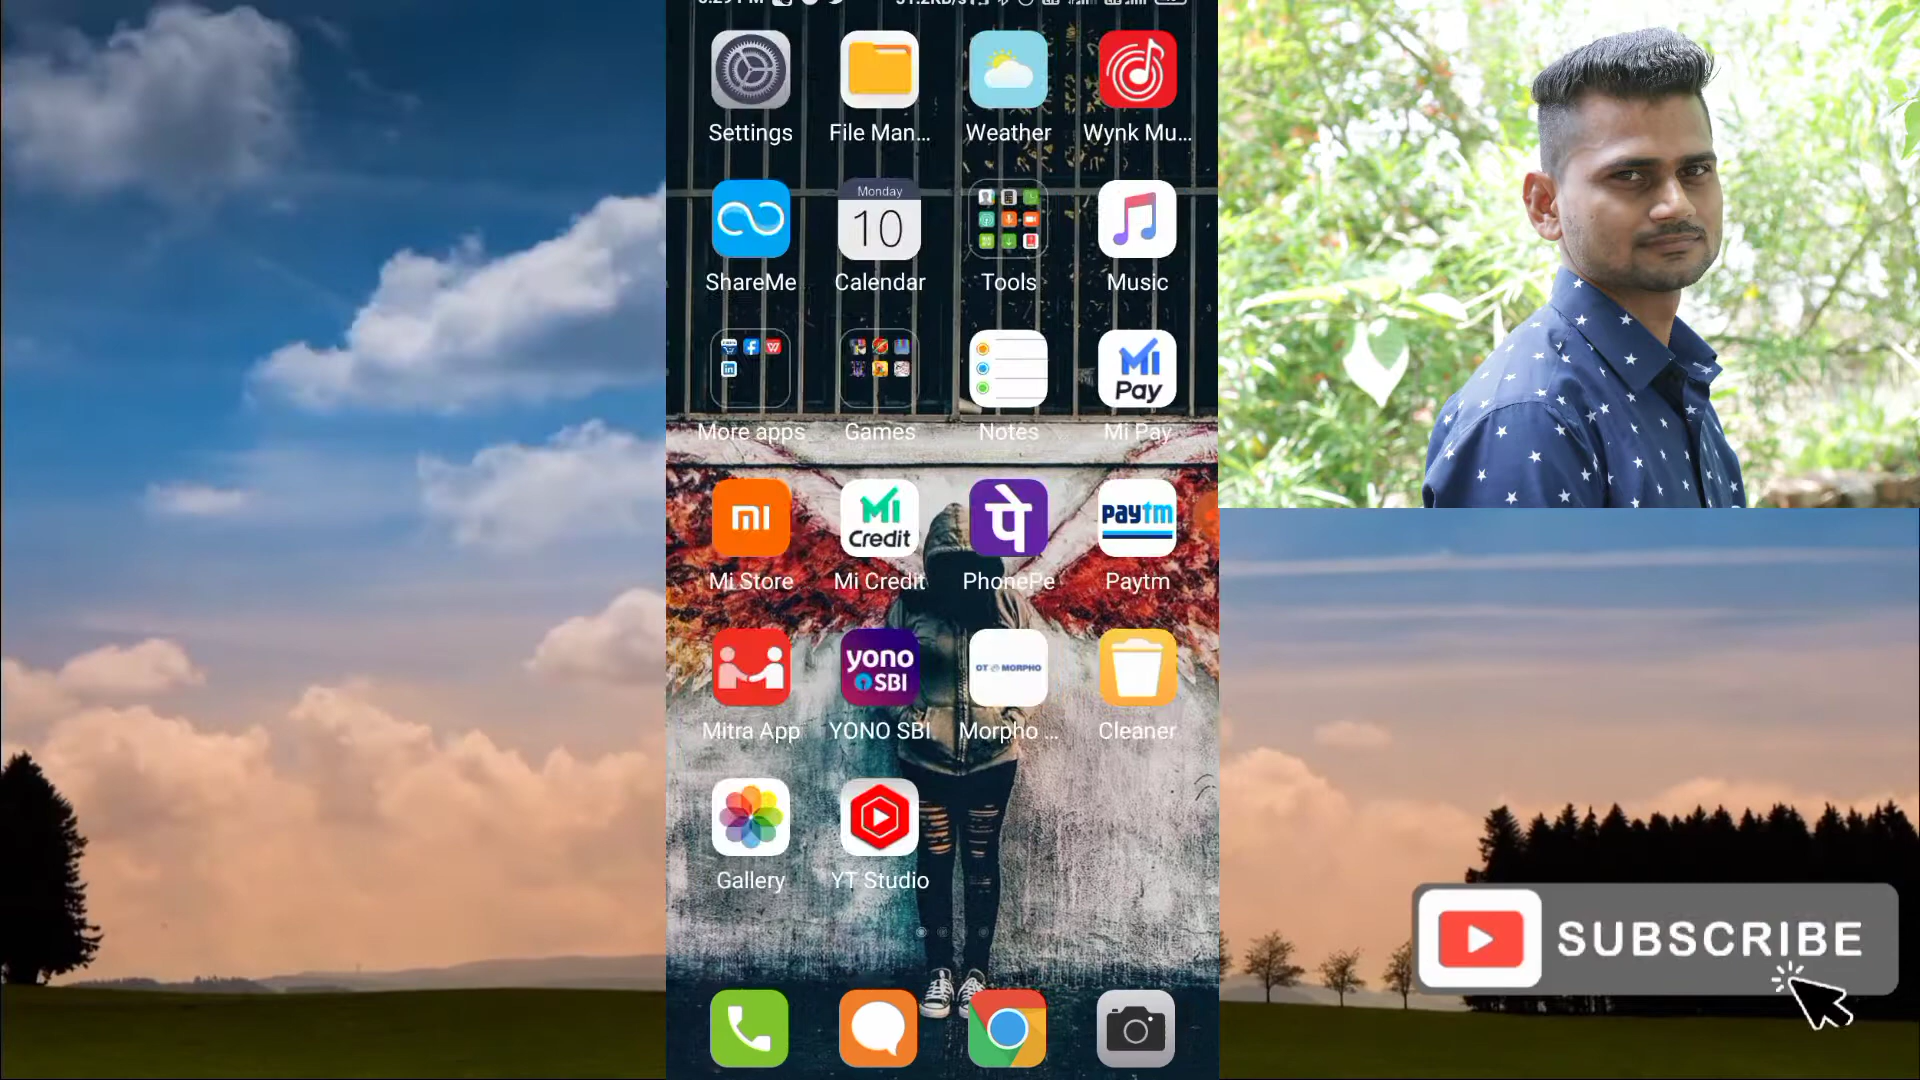 Settings File Man... Weather Wynk Mu...
Monday
10
ShareMe Calendar Tools Music
Mi
Pay
More apps Games Notes Mi Pay
mi Mi Credit पे paytm
Mi Store Mi Credit PhonePe Paytm
yono
SBI
OT MORPHO
Mitra App YONO SBI Morpho ... Cleaner
Gallery YT Studio
SUBSCRIBE